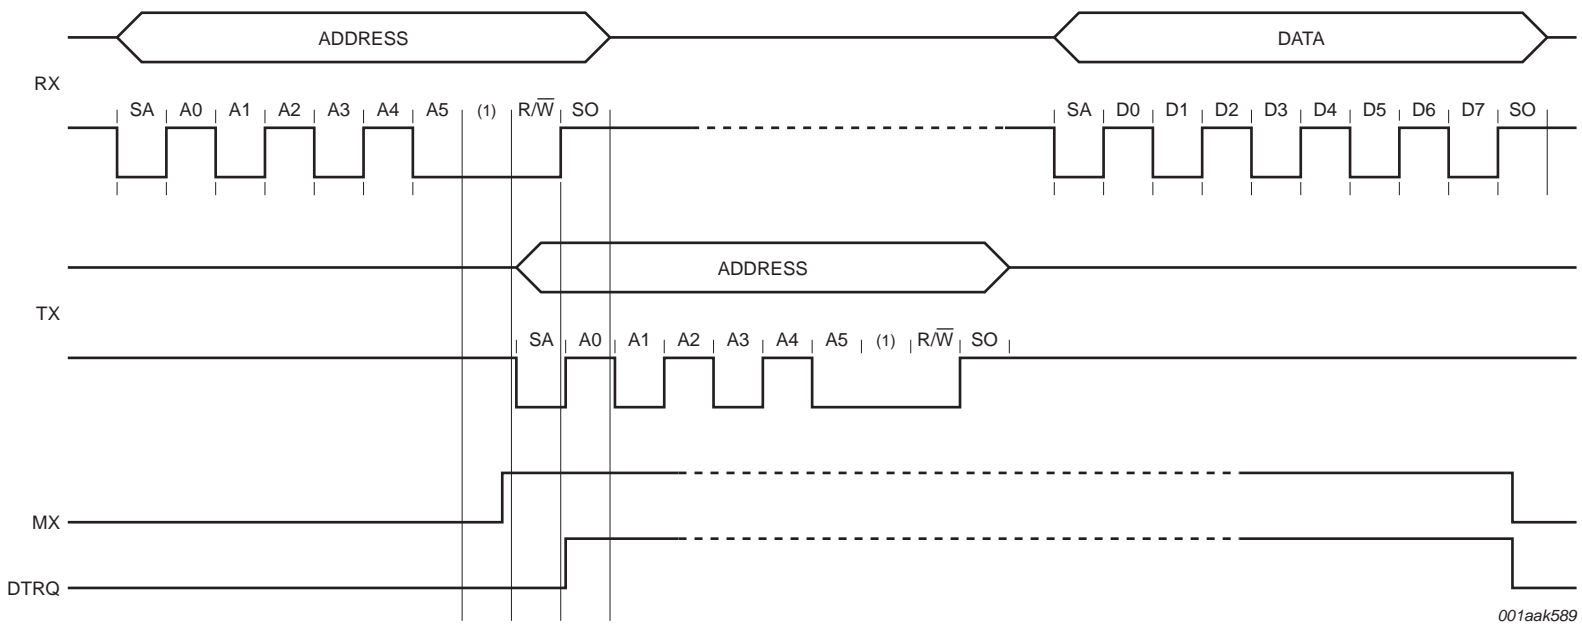 ADDRESS DATA
RX
SA A0 A1 A2 A3 A4 A5 (1) R/W̅ SO SA D0 D1 D2 D3 D4 D5 D6 D7 SO
ADDRESS
TX
SA A0 A1 A2 A3 A4 A5 (1) R/W̅ SO
MX
DTRQ
001aak589